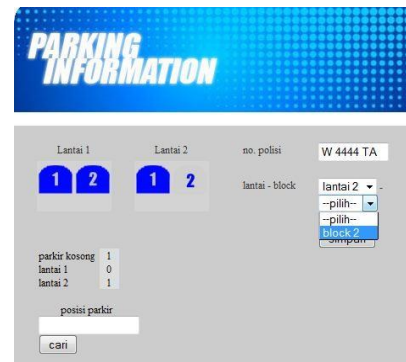 PARKING
INFORMATION
Lantai 1
Lantai 2
1 2
1 2
no. polisi
W 4444 TA
lantai - block
lantai 2 -
--pilih--
--pilih--
block 2
simpan
parkir kosong 1
lantai 1 0
lantai 2 1
posisi parkir
cari